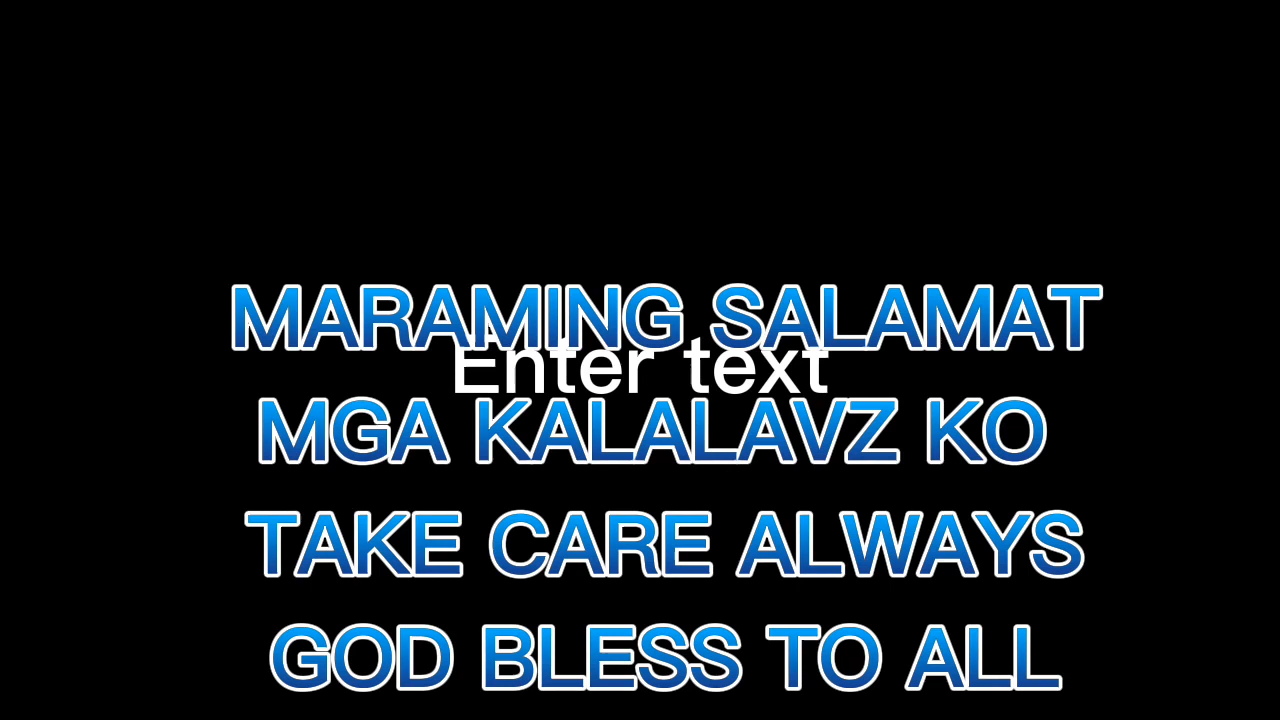 MARAMING SALAMAT
Enter text
MGA KALALAVZ KO
TAKE CARE ALWAYS
GOD BLESS TO ALL